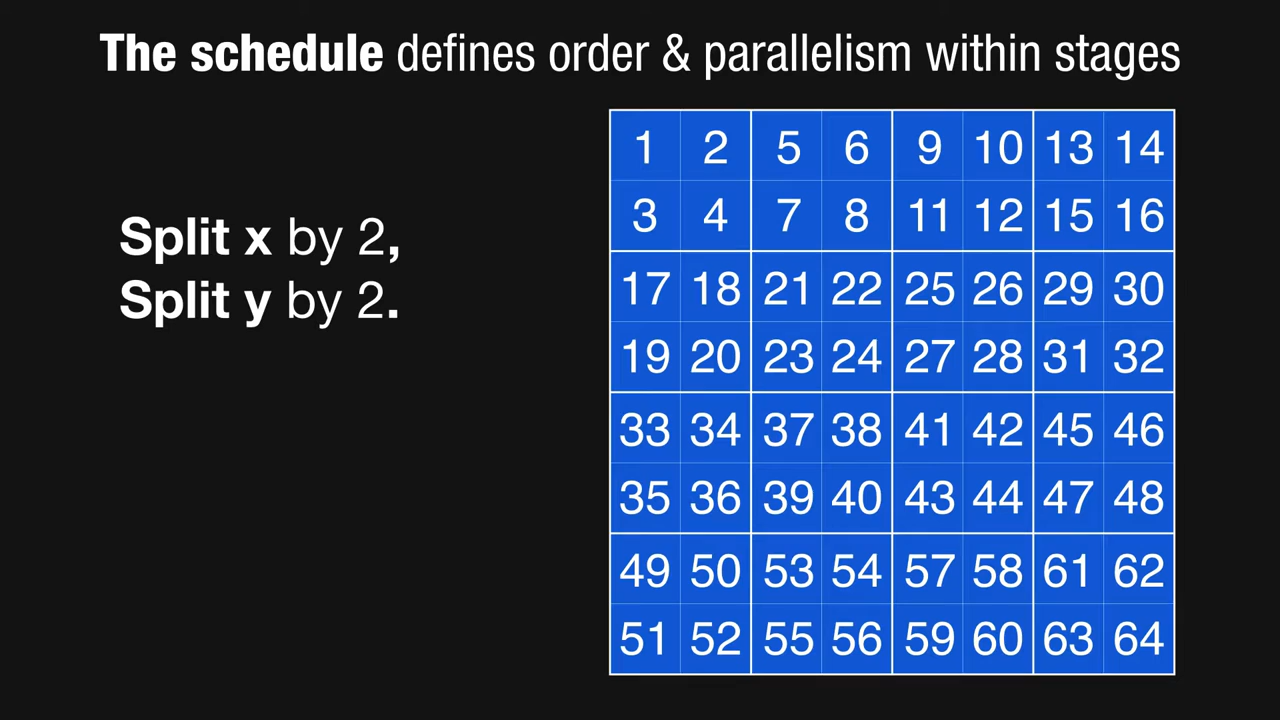 The schedule defines order & parallelism within stages
Split x by 2,
Split y by 2.
1 2 5 6 9 10 13 14
3 4 7 8 11 12 15 16
17 18 21 22 25 26 29 30
19 20 23 24 27 28 31 32
33 34 37 38 41 42 45 46
35 36 39 40 43 44 47 48
49 50 53 54 57 58 61 62
51 52 55 56 59 60 63 64